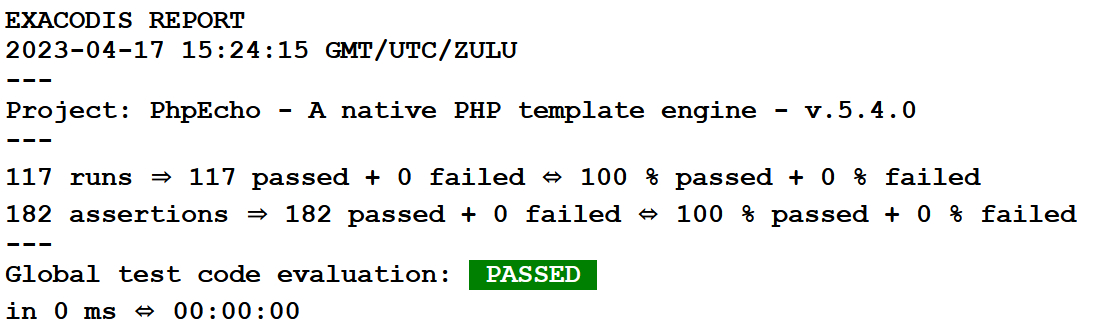 EXACODIS REPORT
2023-04-17 15:24:15 GMT/UTC/ZULU
---
Project: PhpEcho - A native PHP template engine - v.5.4.0
---
117 runs ⇒ 117 passed + 0 failed ⇔ 100 % passed + 0 % failed
182 assertions ⇒ 182 passed + 0 failed ⇔ 100 % passed + 0 % failed
---
Global test code evaluation: PASSED
in 0 ms ⇔ 00:00:00